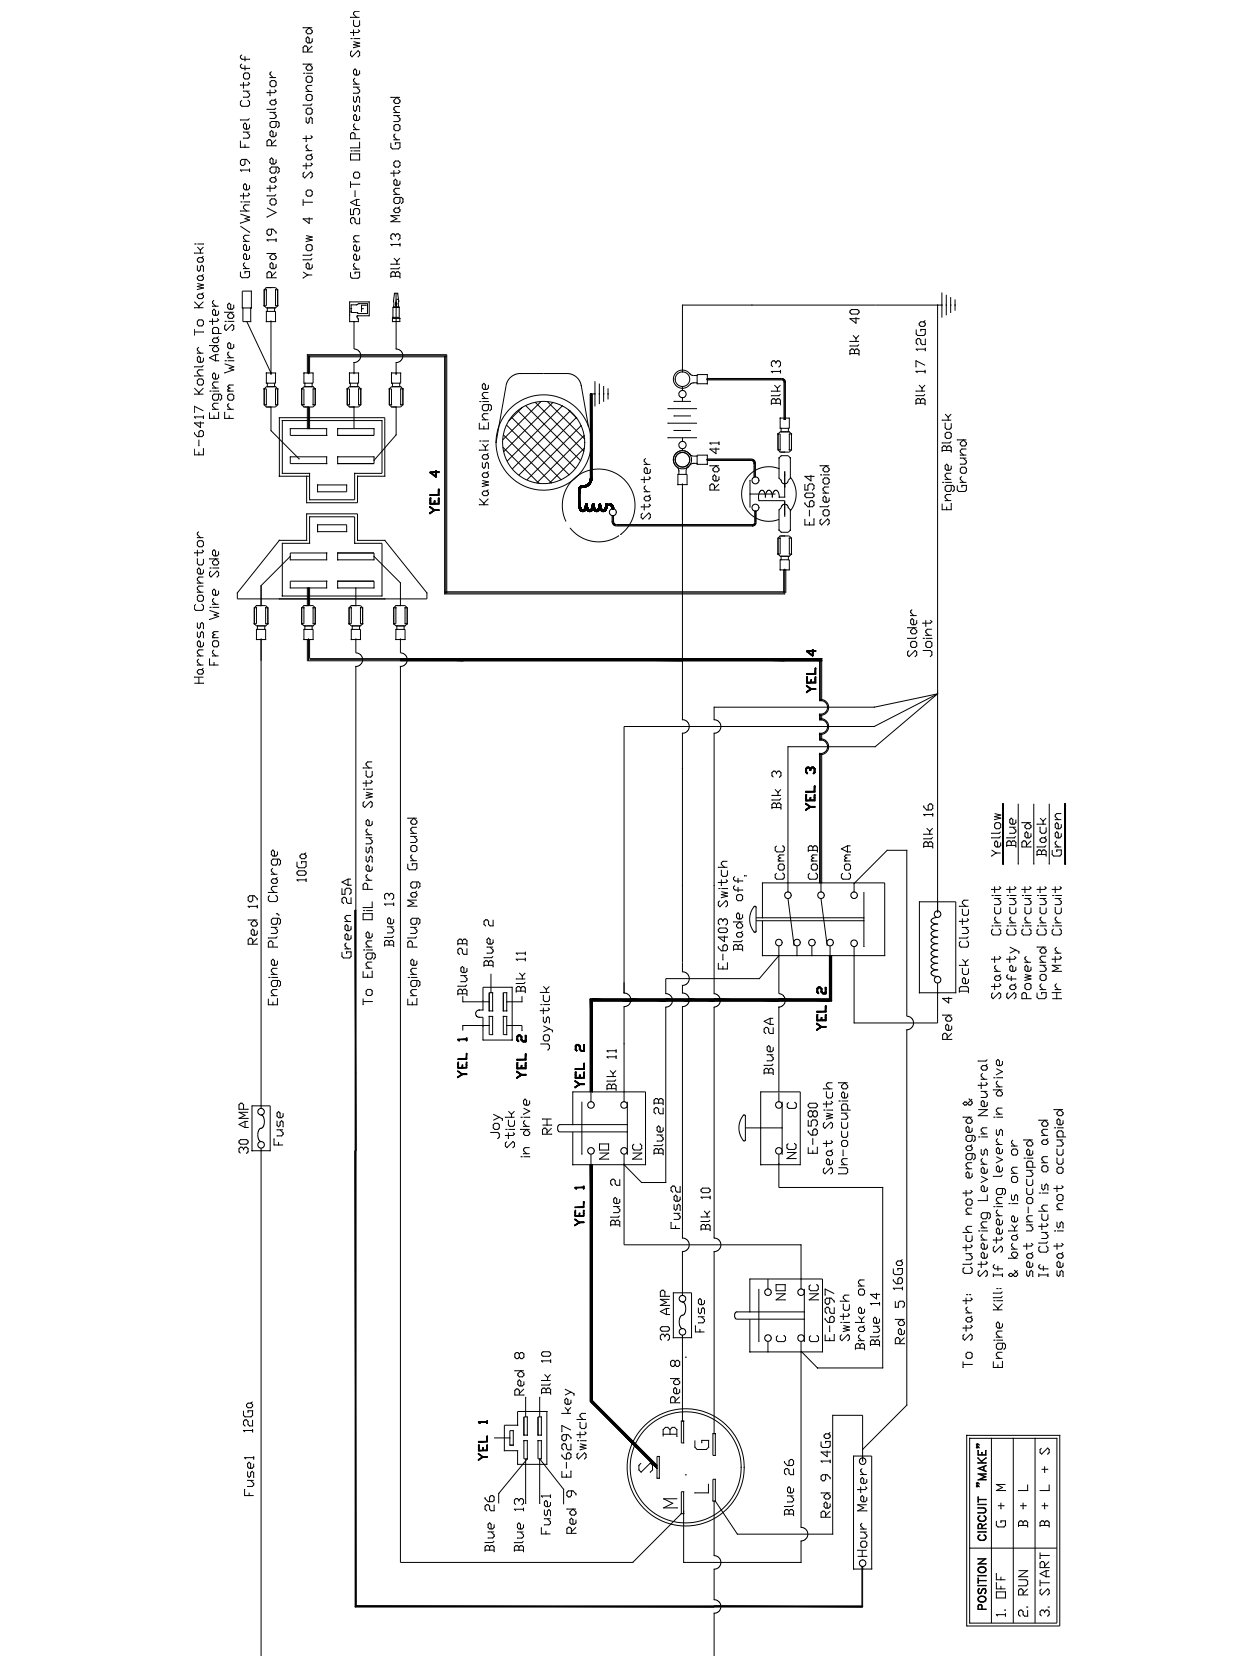 E-6417 Kohler To Kawasaki
Engine Adapter
From Wire Side
Green/White 19 Fuel Cutoff
Red 19 Voltage Regulator
Yellow 4 To Start solonoid Red
Green 25A-To OiLPressure Switch
Blk 13 Magneto Ground
Harness Connector
From Wire Side
YEL 4
Kawasaki Engine
Starter
Red 41
Blk 13
E-6054
Solenoid
Blk 40
Blk 17 12Ga
Engine Block
Ground
Solder
Joint
YEL 4
Red 19
Engine Plug, Charge
10Ga
Green 25A
To Engine OiL Pressure Switch
Blue 13
Engine Plug Mag Ground
Blk 3
YEL 3
E-6403 Switch
Blade off,
ComC
ComB
ComA
Blk 16
Deck Clutch
Red 4
Blue 2B
Blue 2
Blk 11
YEL 1
YEL 2
Joystick
YEL 2
YEL 2
Blk 11
Blue 2A
Joy
Stick
in drive
RH
NO
NC
Blue 2B
YEL 1
Blue 2
30 AMP
Fuse
C
NC
E-6580
Seat Switch
Un-occupied
Fuse2
Blk 10
30 AMP
Fuse
Red 8
NO
NC
C
C
E-6297
Switch
Brake on
Blue 14
Red 5 16Ga
Fuse1 12Ga
Red 8
Blk 10
YEL 1
E-6297 key
Switch
Blue 26
Blue 13
Fuse1
Red 9
S
B
M
G
L
Blue 26
Red 9 14Ga
Hour Meter
Start Circuit Yellow
Safety Circuit Blue
Power Circuit Red
Ground Circuit Black
Hr Mtr Circuit Green
To Start: Clutch not engaged &
Steering Levers in Neutral
Engine Kill: If Steering levers in drive
& brake is on or
seat un-occupied
If Clutch is on and
seat is not occupied
POSITION CIRCUIT "MAKE"
1. OFF G + M
2. RUN B + L
3. START B + L + S